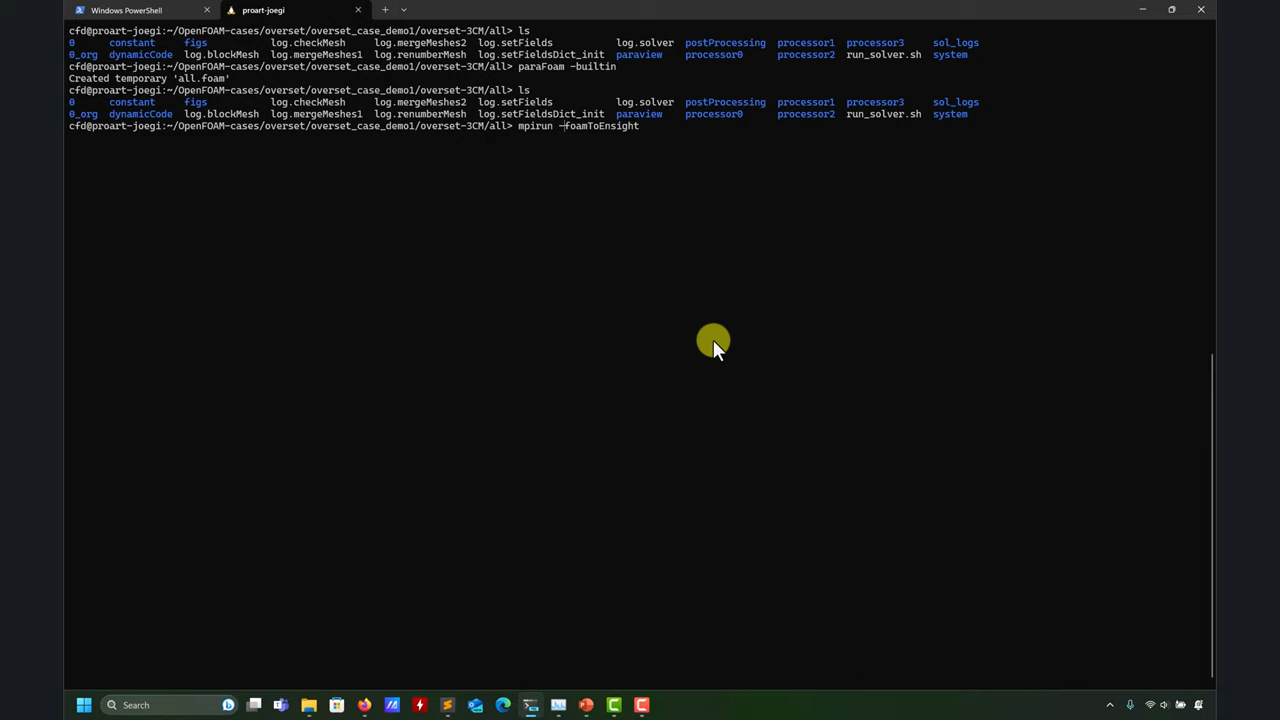 Windows PowerShell
proart-joegi
cfd@proart-joegi:~/OpenFOAM-cases/overset/overset_case_demo1/overset-3CM/all> ls
0 constant figs log.checkMesh log.mergeMeshes2 log.setFields log.solver postProcessing processor1 processor3 sol_logs
0_org dynamicCode log.blockMesh log.mergeMeshes1 log.renumberMesh log.setFieldsDict_init paraview processor0 processor2 run_solver.sh system
cfd@proart-joegi:~/OpenFOAM-cases/overset/overset_case_demo1/overset-3CM/all> paraFoam -builtin
Created temporary 'all.foam'
cfd@proart-joegi:~/OpenFOAM-cases/overset/overset_case_demo1/overset-3CM/all> ls
0 constant figs log.checkMesh log.mergeMeshes2 log.setFields log.solver postProcessing processor1 processor3 sol_logs
0_org dynamicCode log.blockMesh log.mergeMeshes1 log.renumberMesh log.setFieldsDict_init paraview processor0 processor2 run_solver.sh system
cfd@proart-joegi:~/OpenFOAM-cases/overset/overset_case_demo1/overset-3CM/all> mpirun -foamToEnsight
Search